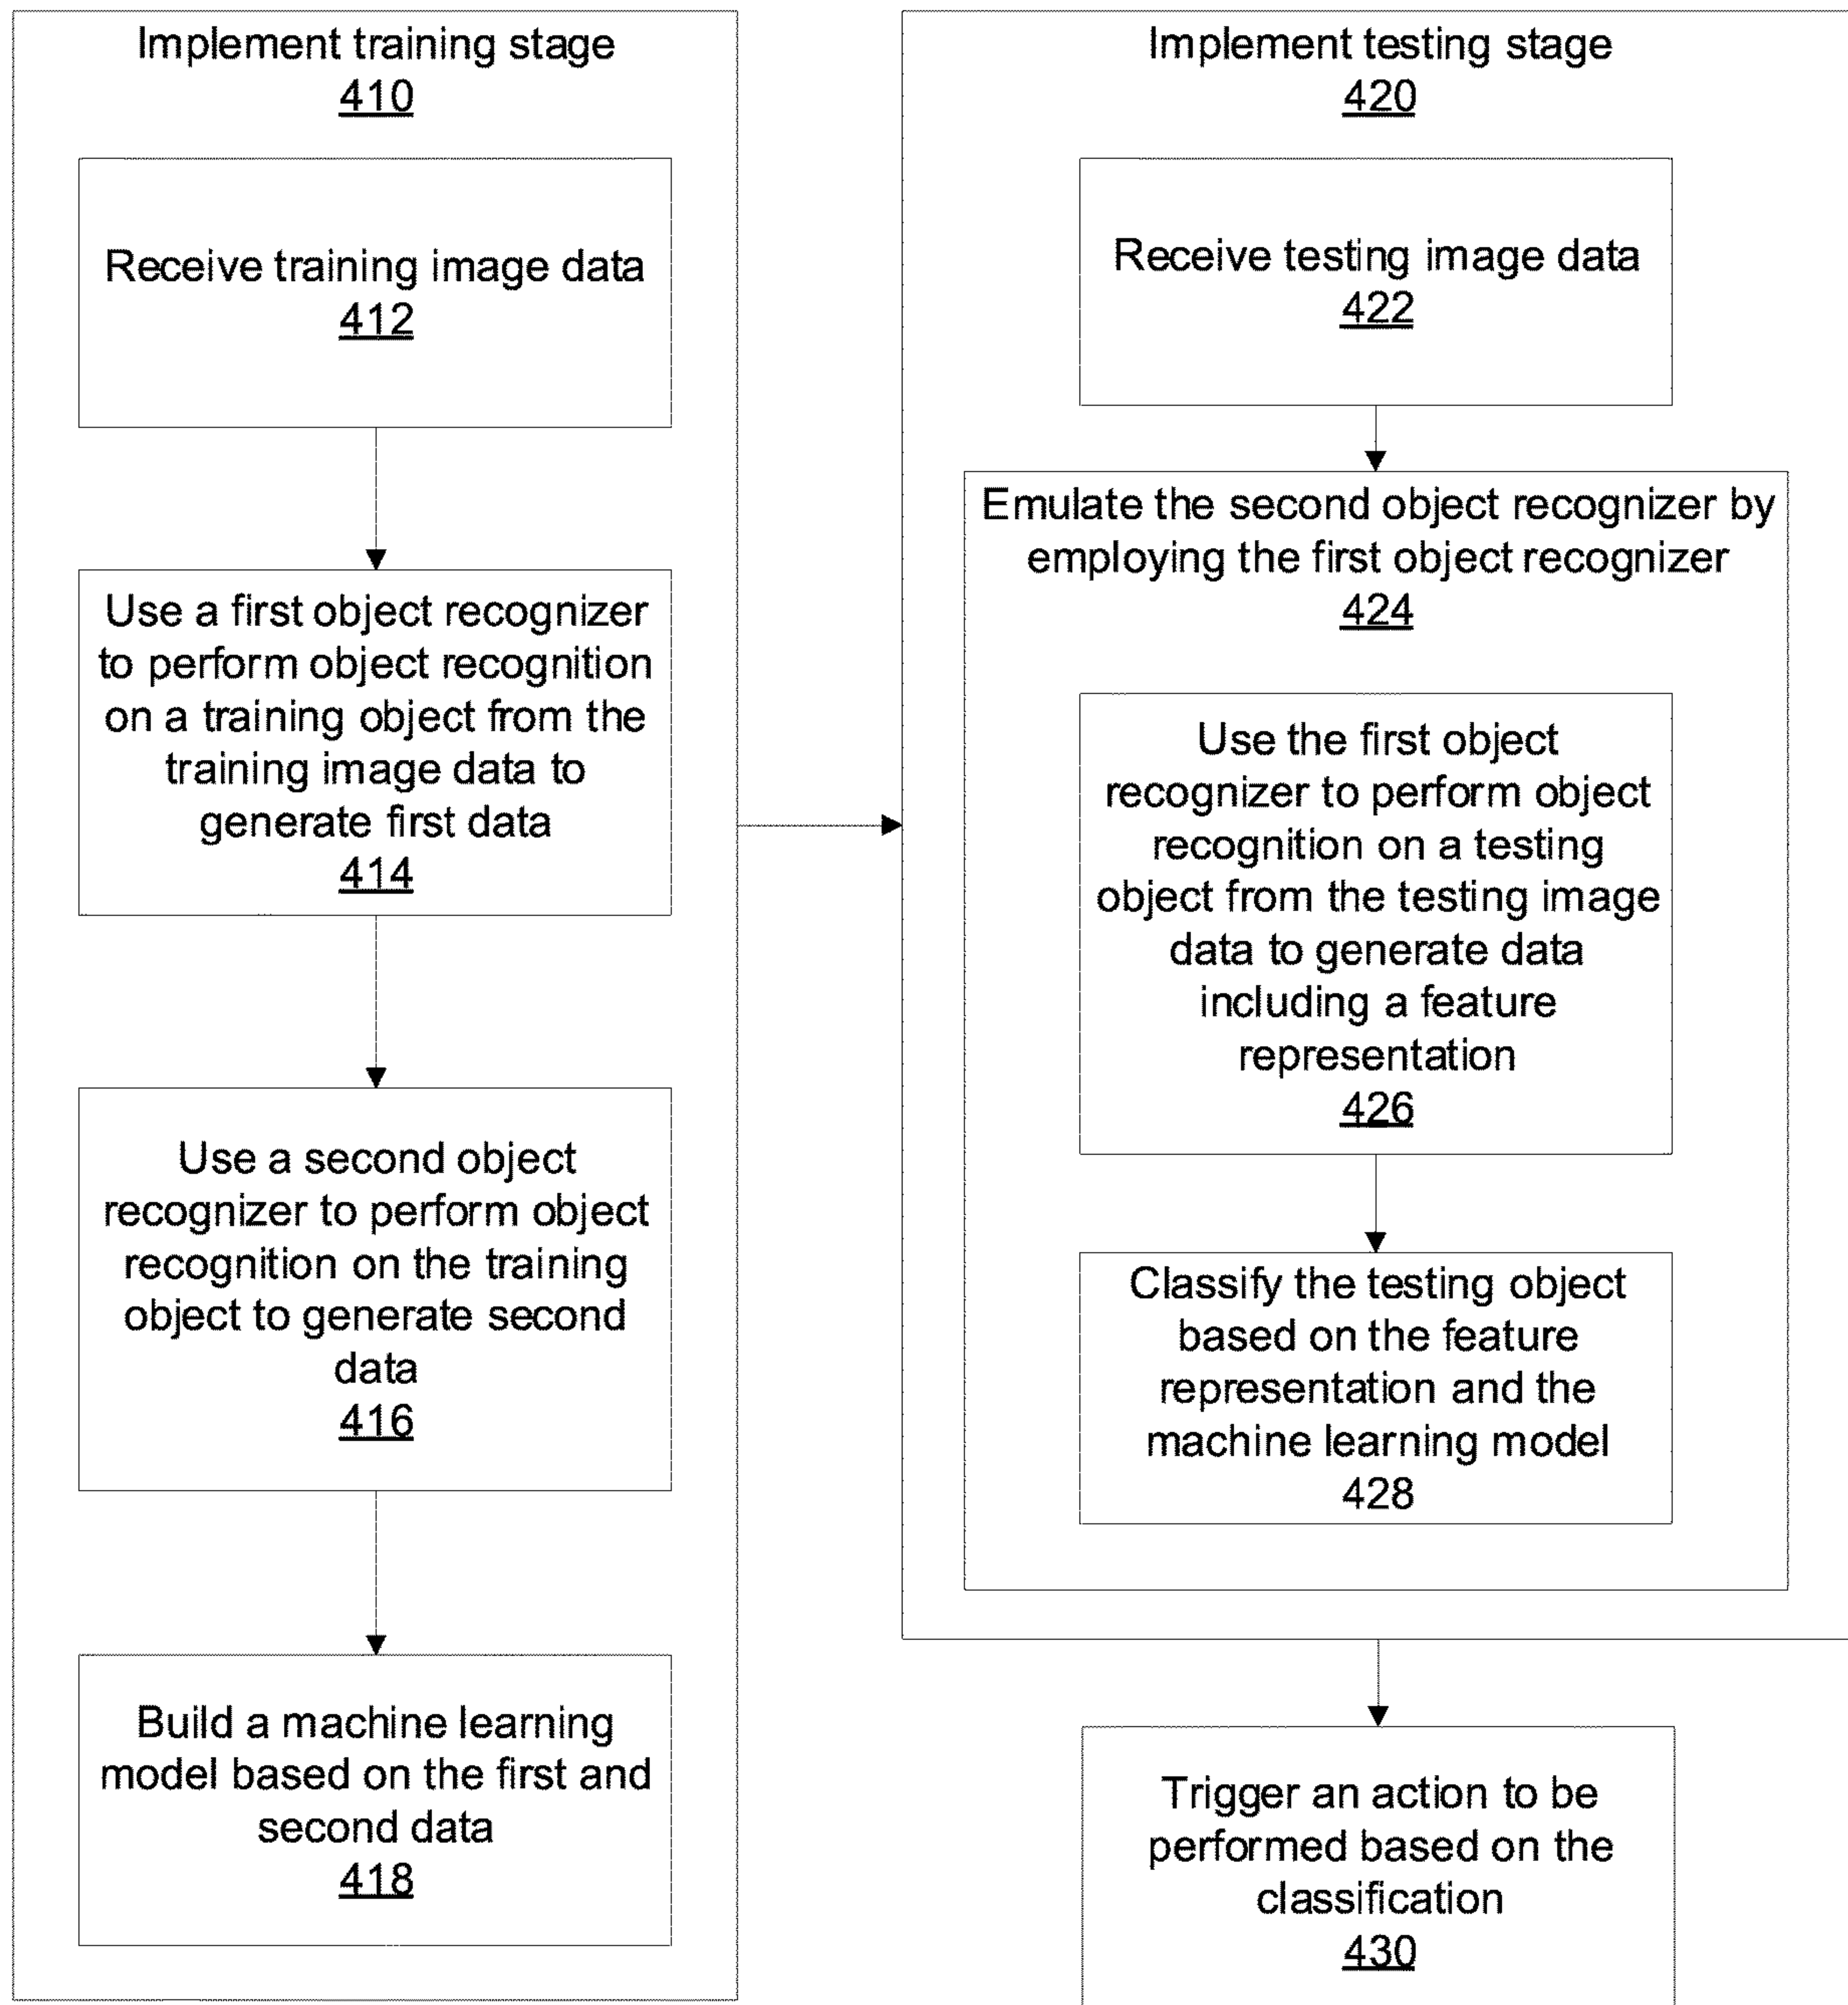 Implement training stage
410
Receive training image data
412
Use a first object recognizer
to perform object recognition
on a training object from the
training image data to
generate first data
414
Use a second object
recognizer to perform object
recognition on the training
object to generate second
data
416
Build a machine learning
model based on the first and
second data
418
Implement testing stage
420
Receive testing image data
422
Emulate the second object recognizer by
employing the first object recognizer
424
Use the first object
recognizer to perform object
recognition on a testing
object from the testing image
data to generate data
including a feature
representation
426
Classify the testing object
based on the feature
representation and the
machine learning model
428
Trigger an action to be
performed based on the
classification
430